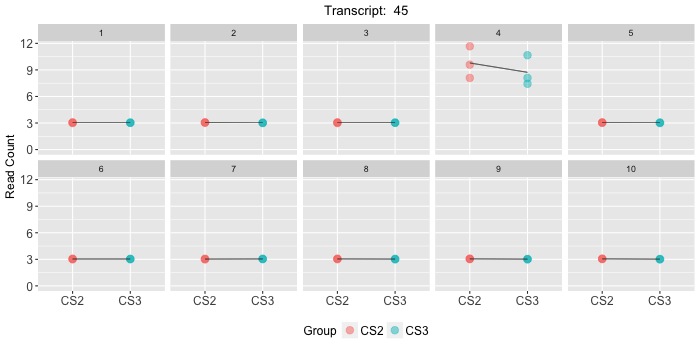 Transcript: 45
1 2 3 4 5
12
9
6
3
0
Read Count
6 7 8 9 10
12
9
6
3
0
CS2 CS3 CS2 CS3 CS2 CS3 CS2 CS3 CS2 CS3
Group CS2 CS3